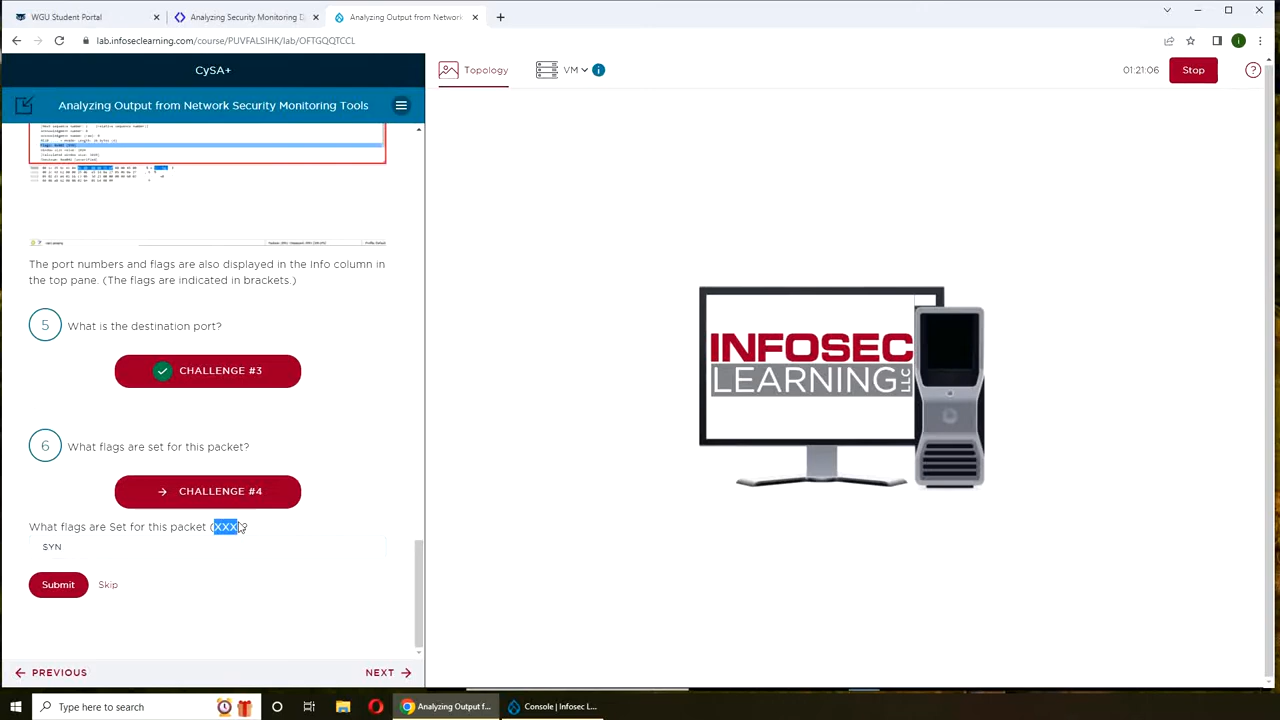 WGU Student Portal
Analyzing Security Monitoring D
Analyzing Output from Network
lab.infoseclearning.com/course/PUVFALSIHK/lab/OFTGQQTCCL
CySA+
Topology
VM
01:21:06
Stop
Analyzing Output from Network Security Monitoring Tools
The port numbers and flags are also displayed in the Info column in
the top pane. (The flags are indicated in brackets.)
5
What is the destination port?
CHALLENGE #3
6
What flags are set for this packet?
CHALLENGE #4
What flags are Set for this packet (XXX)?
SYN
Submit
Skip
PREVIOUS
NEXT
INFOSEC
LEARNING LLC
Type here to search
Analyzing Output f...
Console | Infosec L...